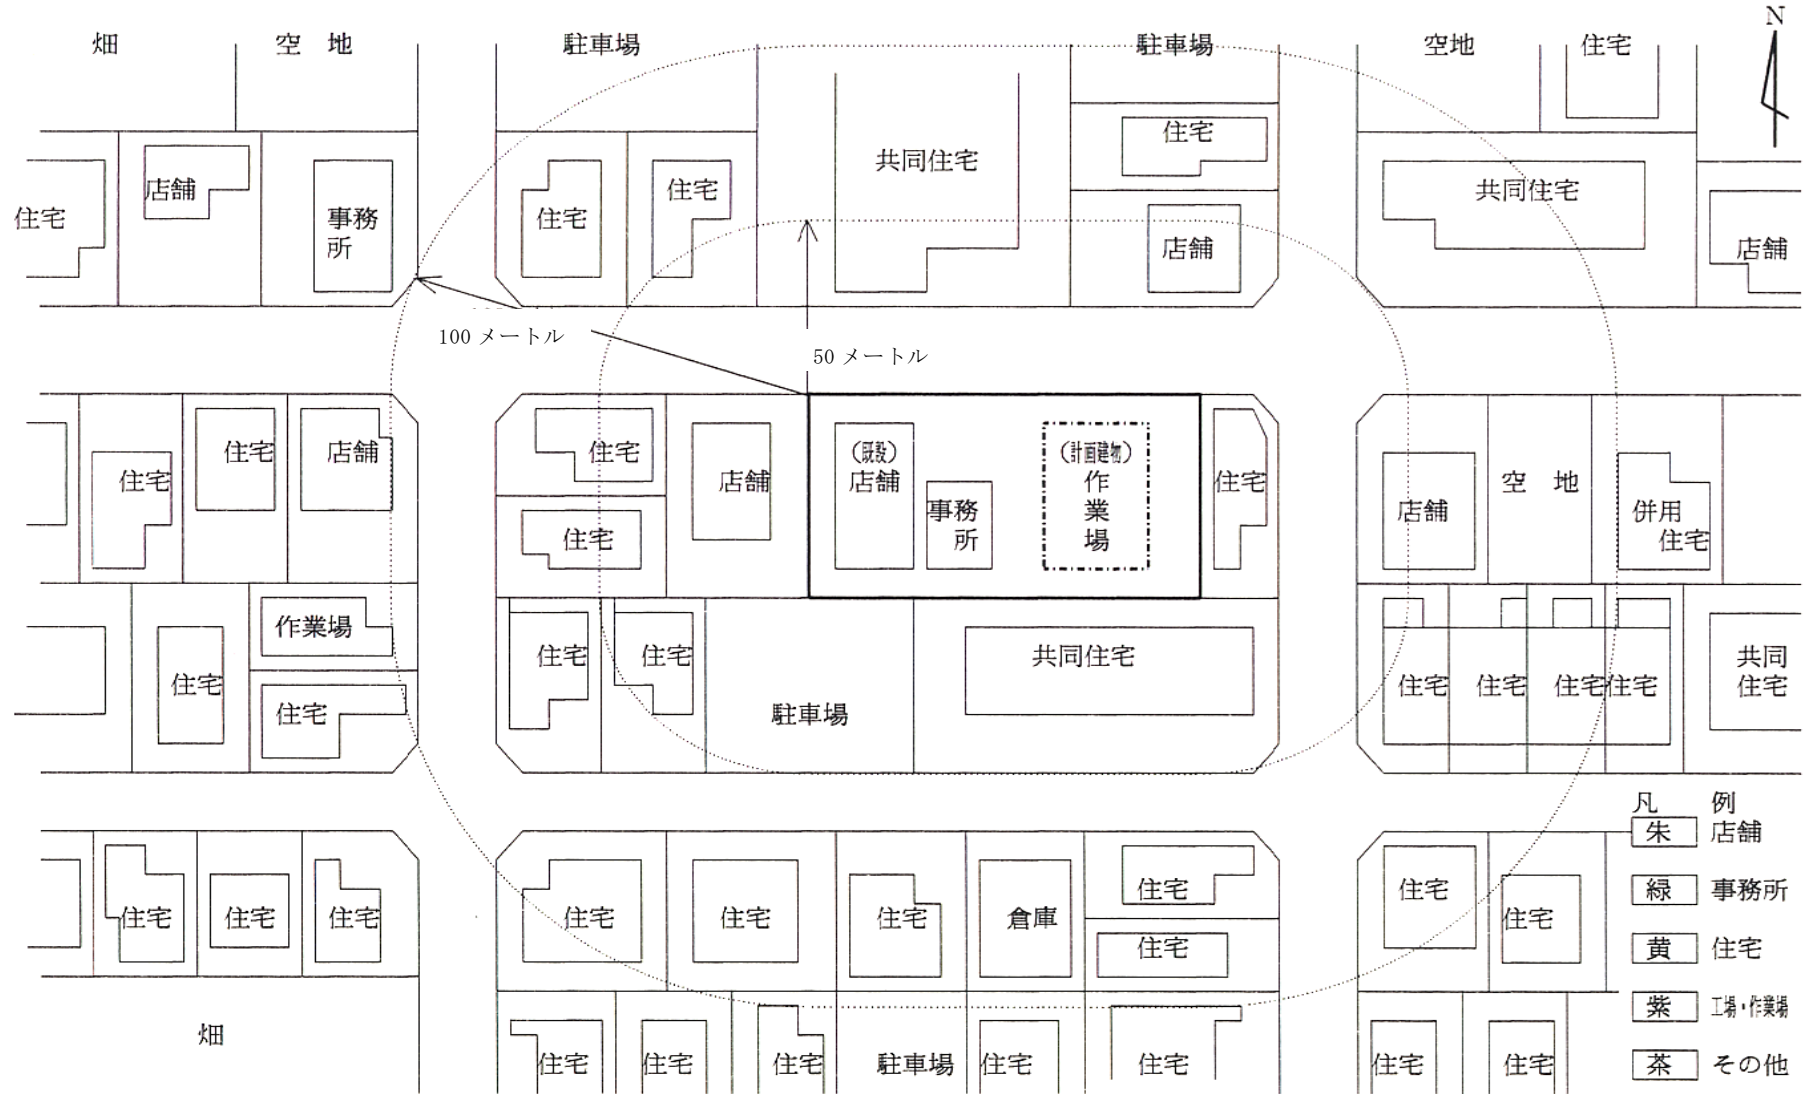 畑
空 地
駐車場
駐車場
空地
住宅
N
住宅
店舗
事務
所
住宅
住宅
共同住宅
住宅
店舗
共同住宅
店舗
100 メートル
50 メートル
住宅
住宅
店舗
住宅
住宅
店舗
(既設)
店舗
事務
所
(計画建物)
作
業
場
住宅
店舗
空 地
併用
住宅
作業場
住宅
住宅
住宅
住宅
駐車場
共同住宅
住宅
住宅
住宅
住宅
共同
住宅
住宅
住宅
住宅
住宅
住宅
住宅
倉庫
住宅
住宅
住宅
住宅
畑
住宅
住宅
住宅
駐車場
住宅
住宅
住宅
住宅
凡 例
朱 店舗
緑 事務所
黄 住宅
紫 工場・作業場
茶 その他